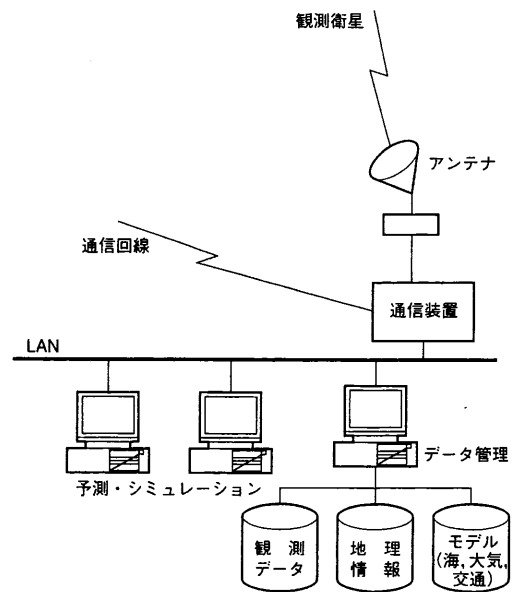 観測衛星
アンテナ
通信回線
通信装置
LAN
データ管理
予測・シミュレーション
観測
データ
地理
情報
モデル
(海,大気,
交通)